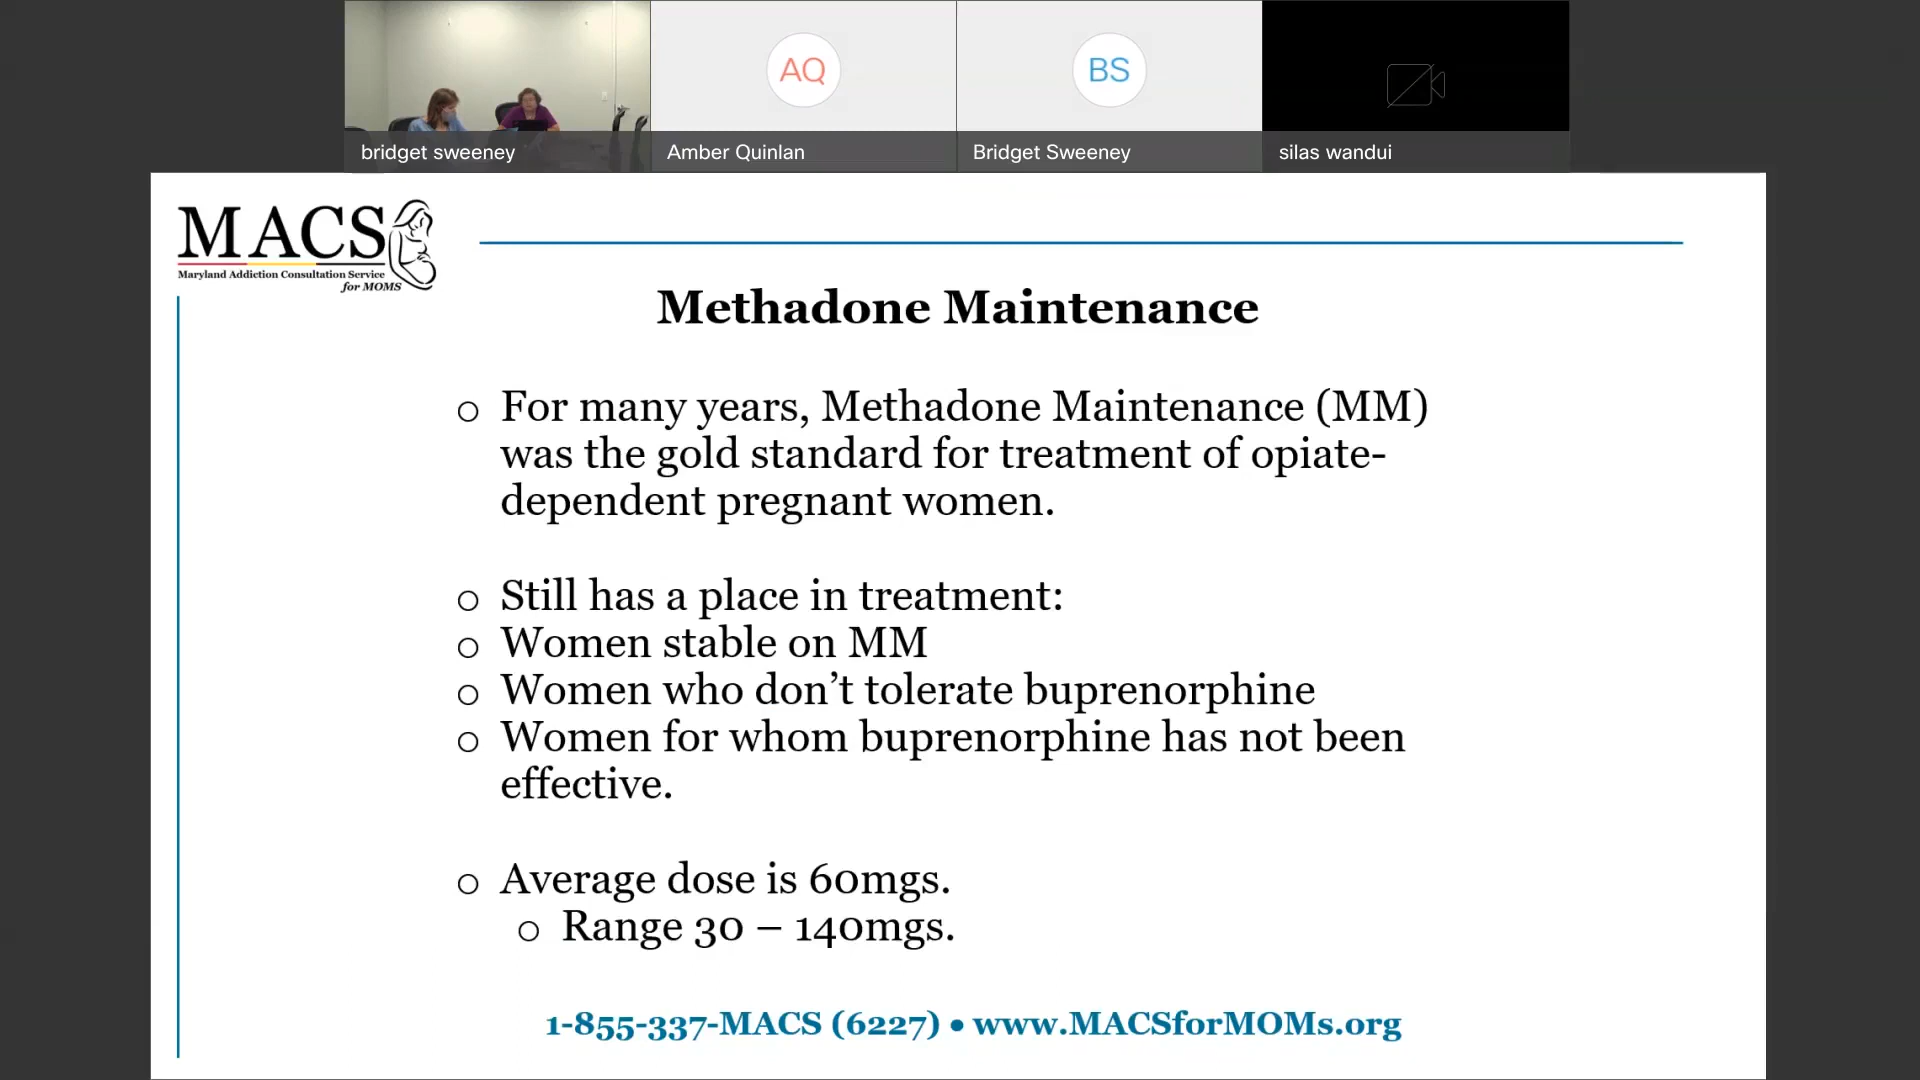 bridget sweeney
AQ
Amber Quinlan
BS
Bridget Sweeney
silas wandui
MACS
Maryland Addiction Consultation Service
for MOMS
Methadone Maintenance
o For many years, Methadone Maintenance (MM)
was the gold standard for treatment of opiate-
dependent pregnant women.
o Still has a place in treatment:
o Women stable on MM
o Women who don’t tolerate buprenorphine
o Women for whom buprenorphine has not been
effective.
o Average dose is 60mgs.
o Range 30 – 140mgs.
1-855-337-MACS (6227) • www.MACSforMOMs.org